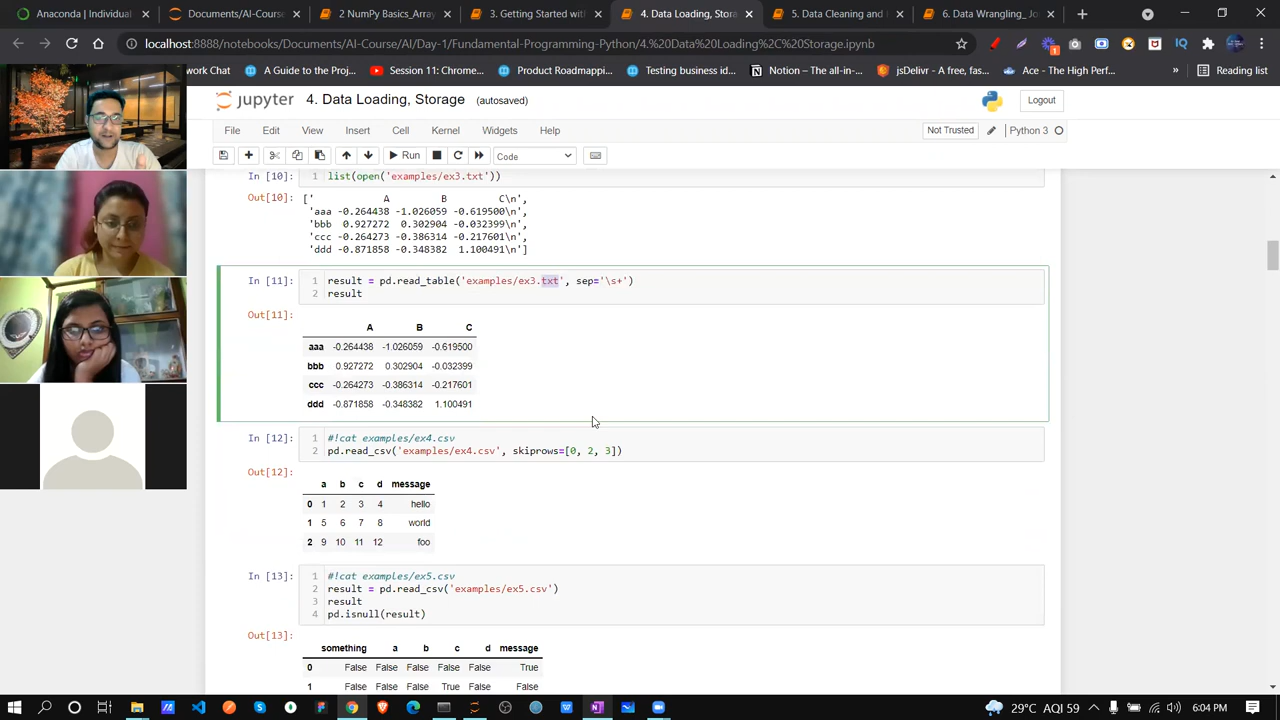 Anaconda | Individual
Documents/AI-Course
2 NumPy Basics_Array
3. Getting Started with
4. Data Loading, Stora
5. Data Cleaning and
6. Data Wrangling_ Jo
localhost:8888/notebooks/Documents/AI-Course/AI/Day-1/Fundamental-Programming-Python/4.%20Data%20Loading%2C%20Storage.ipynb
work Chat
A Guide to the Proj...
Session 11: Chrome...
Product Roadmappi...
Testing business id...
Notion – The all-in-...
jsDelivr - A free, fas...
Ace - The High Perf...
»
Reading list
jupyter 4. Data Loading, Storage (autosaved)
Logout
File Edit View Insert Cell Kernel Widgets Help
Not Trusted
Python 3
Run
Code
In [10]: 1 list(open('examples/ex3.txt'))
Out[10]: ['            A         B         C\n',
'aaa -0.264438 -1.026059 -0.619500\n',
'bbb  0.927272  0.302904 -0.032399\n',
'ccc -0.264273 -0.386314 -0.217601\n',
'ddd -0.871858 -0.348382  1.100491\n']
In [11]: 1 result = pd.read_table('examples/ex3.txt', sep='\s+')
2 result
Out[11]:
A B C
aaa -0.264438 -1.026059 -0.619500
bbb 0.927272 0.302904 -0.032399
ccc -0.264273 -0.386314 -0.217601
ddd -0.871858 -0.348382 1.100491
In [12]: 1 #!cat examples/ex4.csv
2 pd.read_csv('examples/ex4.csv', skiprows=[0, 2, 3])
Out[12]:
a b c d message
0 1 2 3 4 hello
1 5 6 7 8 world
2 9 10 11 12 foo
In [13]: 1 #!cat examples/ex5.csv
2 result = pd.read_csv('examples/ex5.csv')
3 result
4 pd.isnull(result)
Out[13]:
something a b c d message
0 False False False False False True
1 False False False True False False
29°C AQI 59
6:04 PM